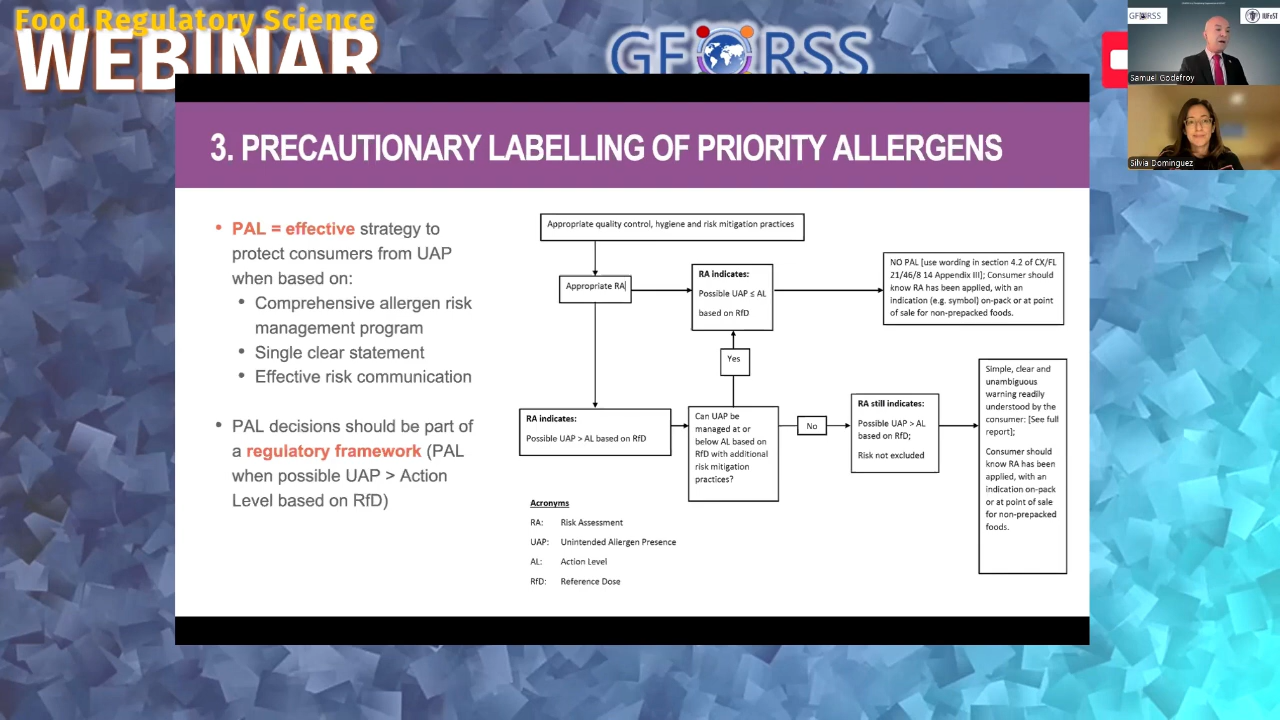 Food Regulatory Science
WEBINAR
GFORSS
GFORSS
IUFoST
Samuel Godefroy
Silvia Dominguez
3. PRECAUTIONARY LABELLING OF PRIORITY ALLERGENS
• PAL = effective strategy to
protect consumers from UAP
when based on:
• Comprehensive allergen risk
management program
• Single clear statement
• Effective risk communication
• PAL decisions should be part of
a regulatory framework (PAL
when possible UAP > Action
Level based on RfD)
Appropriate quality control, hygiene and risk mitigation practices
Appropriate RA
RA indicates:
Possible UAP ≤ AL
based on RfD
NO PAL [use wording in section 4.2 of CX/FL
21/46/8 14 Appendix III]; Consumer should
know RA has been applied, with an
indication (e.g. symbol) on-pack or at point
of sale for non-prepacked foods.
Yes
RA indicates:
Possible UAP > AL based on RfD
Can UAP be
managed at or
below AL based on
RfD with additional
risk mitigation
practices?
No
RA still indicates:
Possible UAP > AL
based on RfD;
Risk not excluded
Simple, clear and
unambiguous
warning readily
understood by the
consumer: [See full
report];
Consumer should
know RA has been
applied, with an
indication on-pack
or at point of sale
for non-prepacked
foods.
Acronyms
RA: Risk Assessment
UAP: Unintended Allergen Presence
AL: Action Level
RfD: Reference Dose